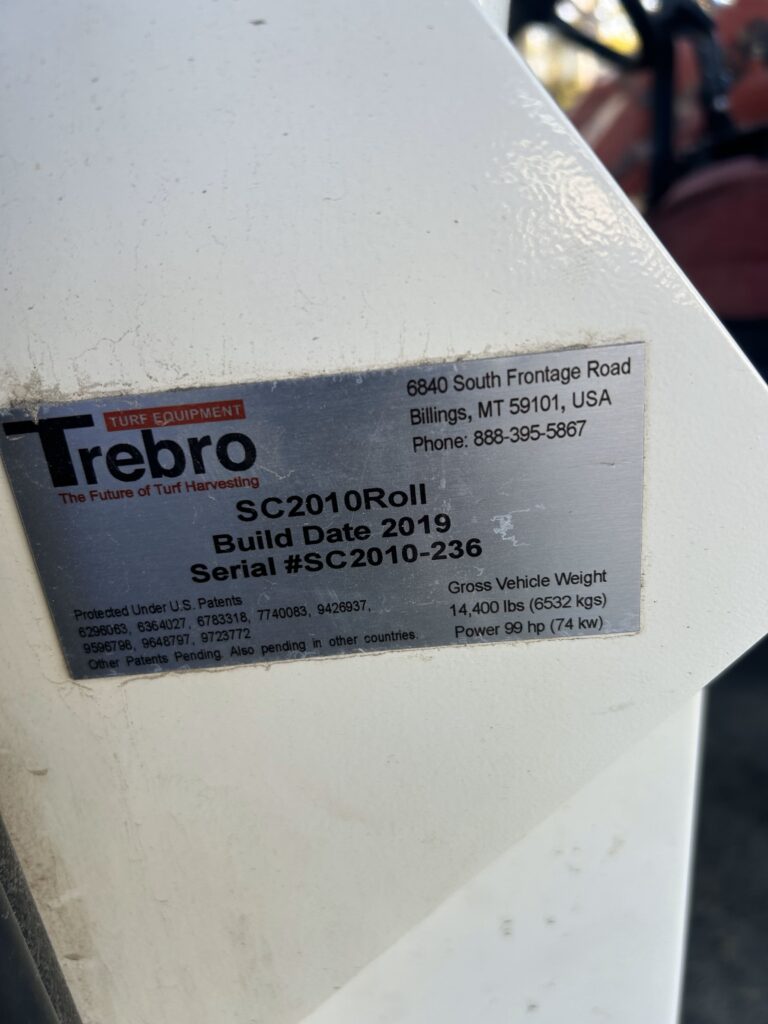 TURF EQUIPMENT
Trebro
The Future of Turf Harvesting
6840 South Frontage Road
Billings, MT 59101, USA
Phone: 888-395-5867
SC2010Roll
Build Date 2019
Serial #SC2010-236
Protected Under U.S. Patents
6296063, 6364027, 6783318, 7740083, 9426937,
9596798, 9648797, 9723772
Other Patents Pending. Also pending in other countries.
Gross Vehicle Weight
14,400 lbs (6532 kgs)
Power 99 hp (74 kw)